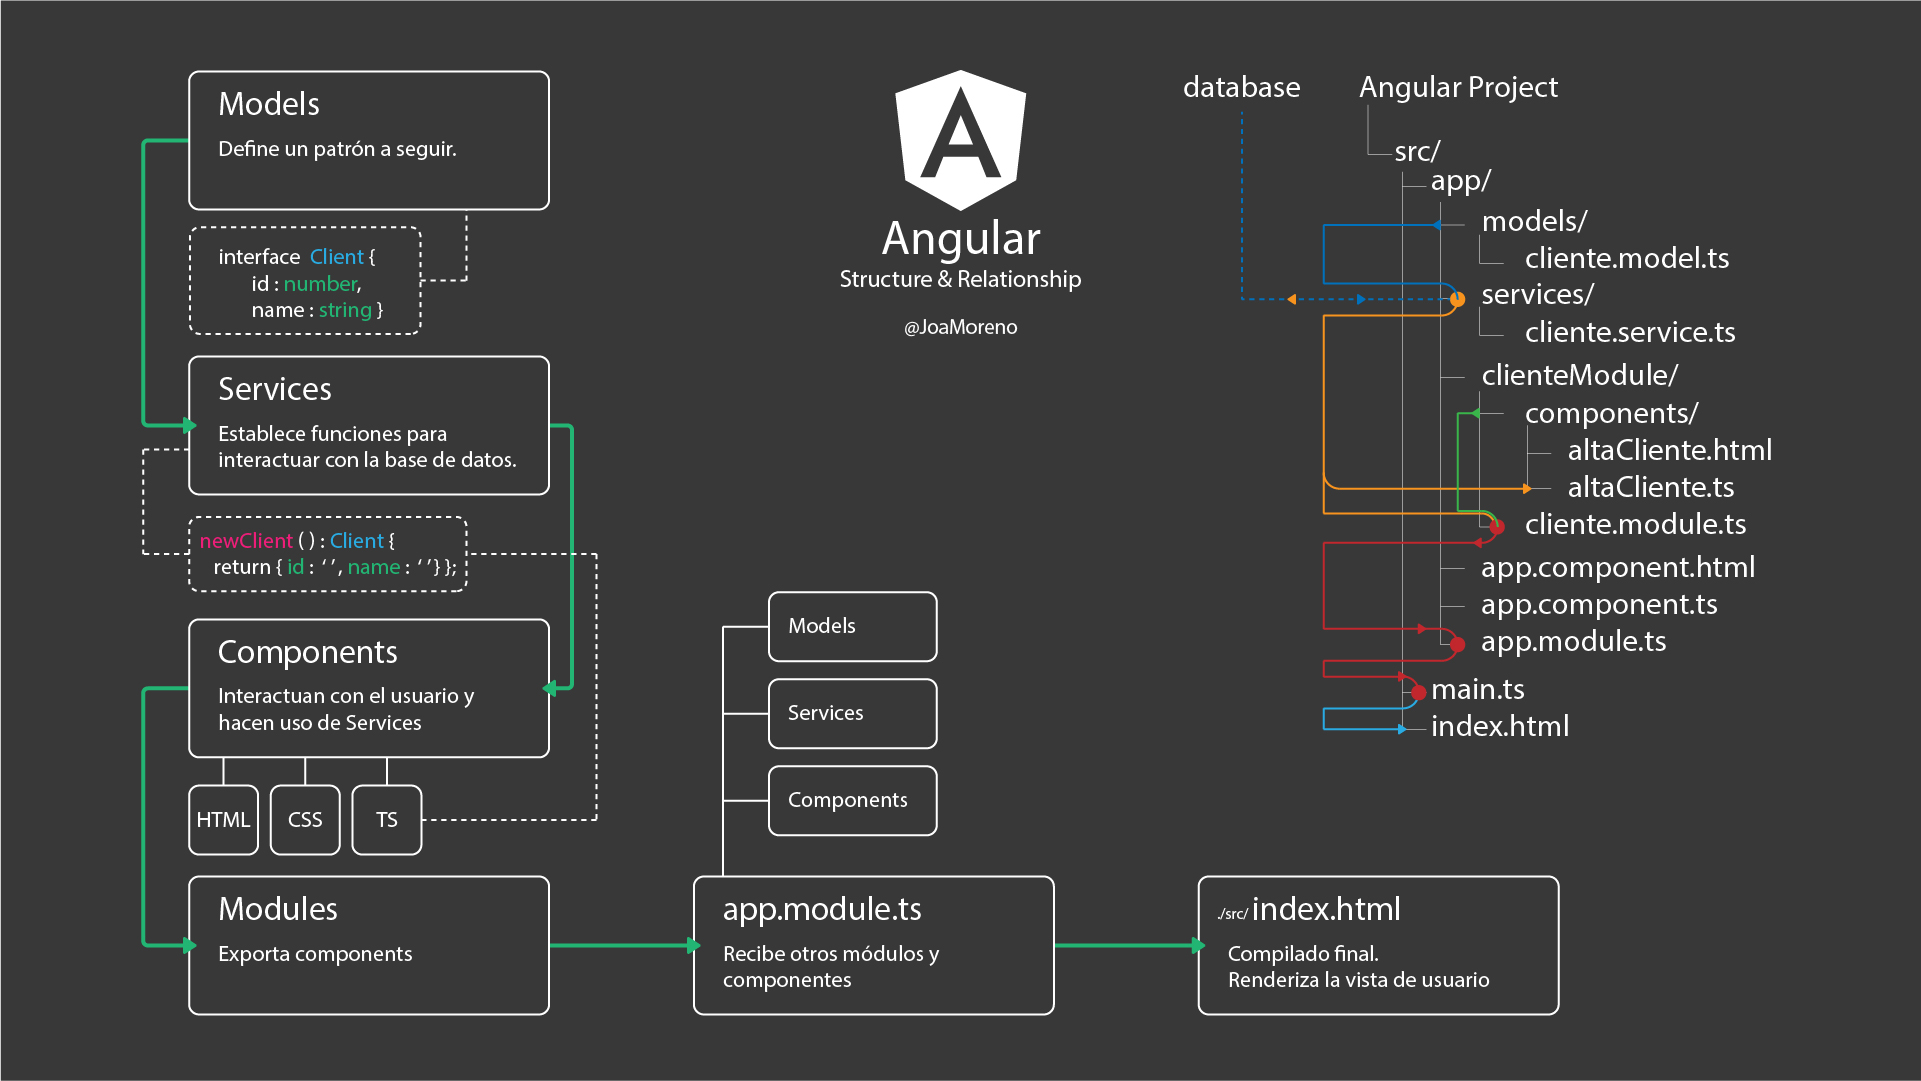 Models
Define un patrón a seguir.
interface Client {
id : number,
name : string }
Services
Establece funciones para
interactuar con la base de datos.
newClient ( ) : Client {
return { id : ‘ ’, name : ‘ ’} };
Components
Interactuan con el usuario y
hacen uso de Services
HTML
CSS
TS
Modules
Exporta components
Angular
Structure & Relationship
@JoaMoreno
Models
Services
Components
app.module.ts
Recibe otros módulos y
componentes
./src/ index.html
Compilado final.
Renderiza la vista de usuario
database
Angular Project
src/
app/
models/
cliente.model.ts
services/
cliente.service.ts
clienteModule/
components/
altaCliente.html
altaCliente.ts
cliente.module.ts
app.component.html
app.component.ts
app.module.ts
main.ts
index.html